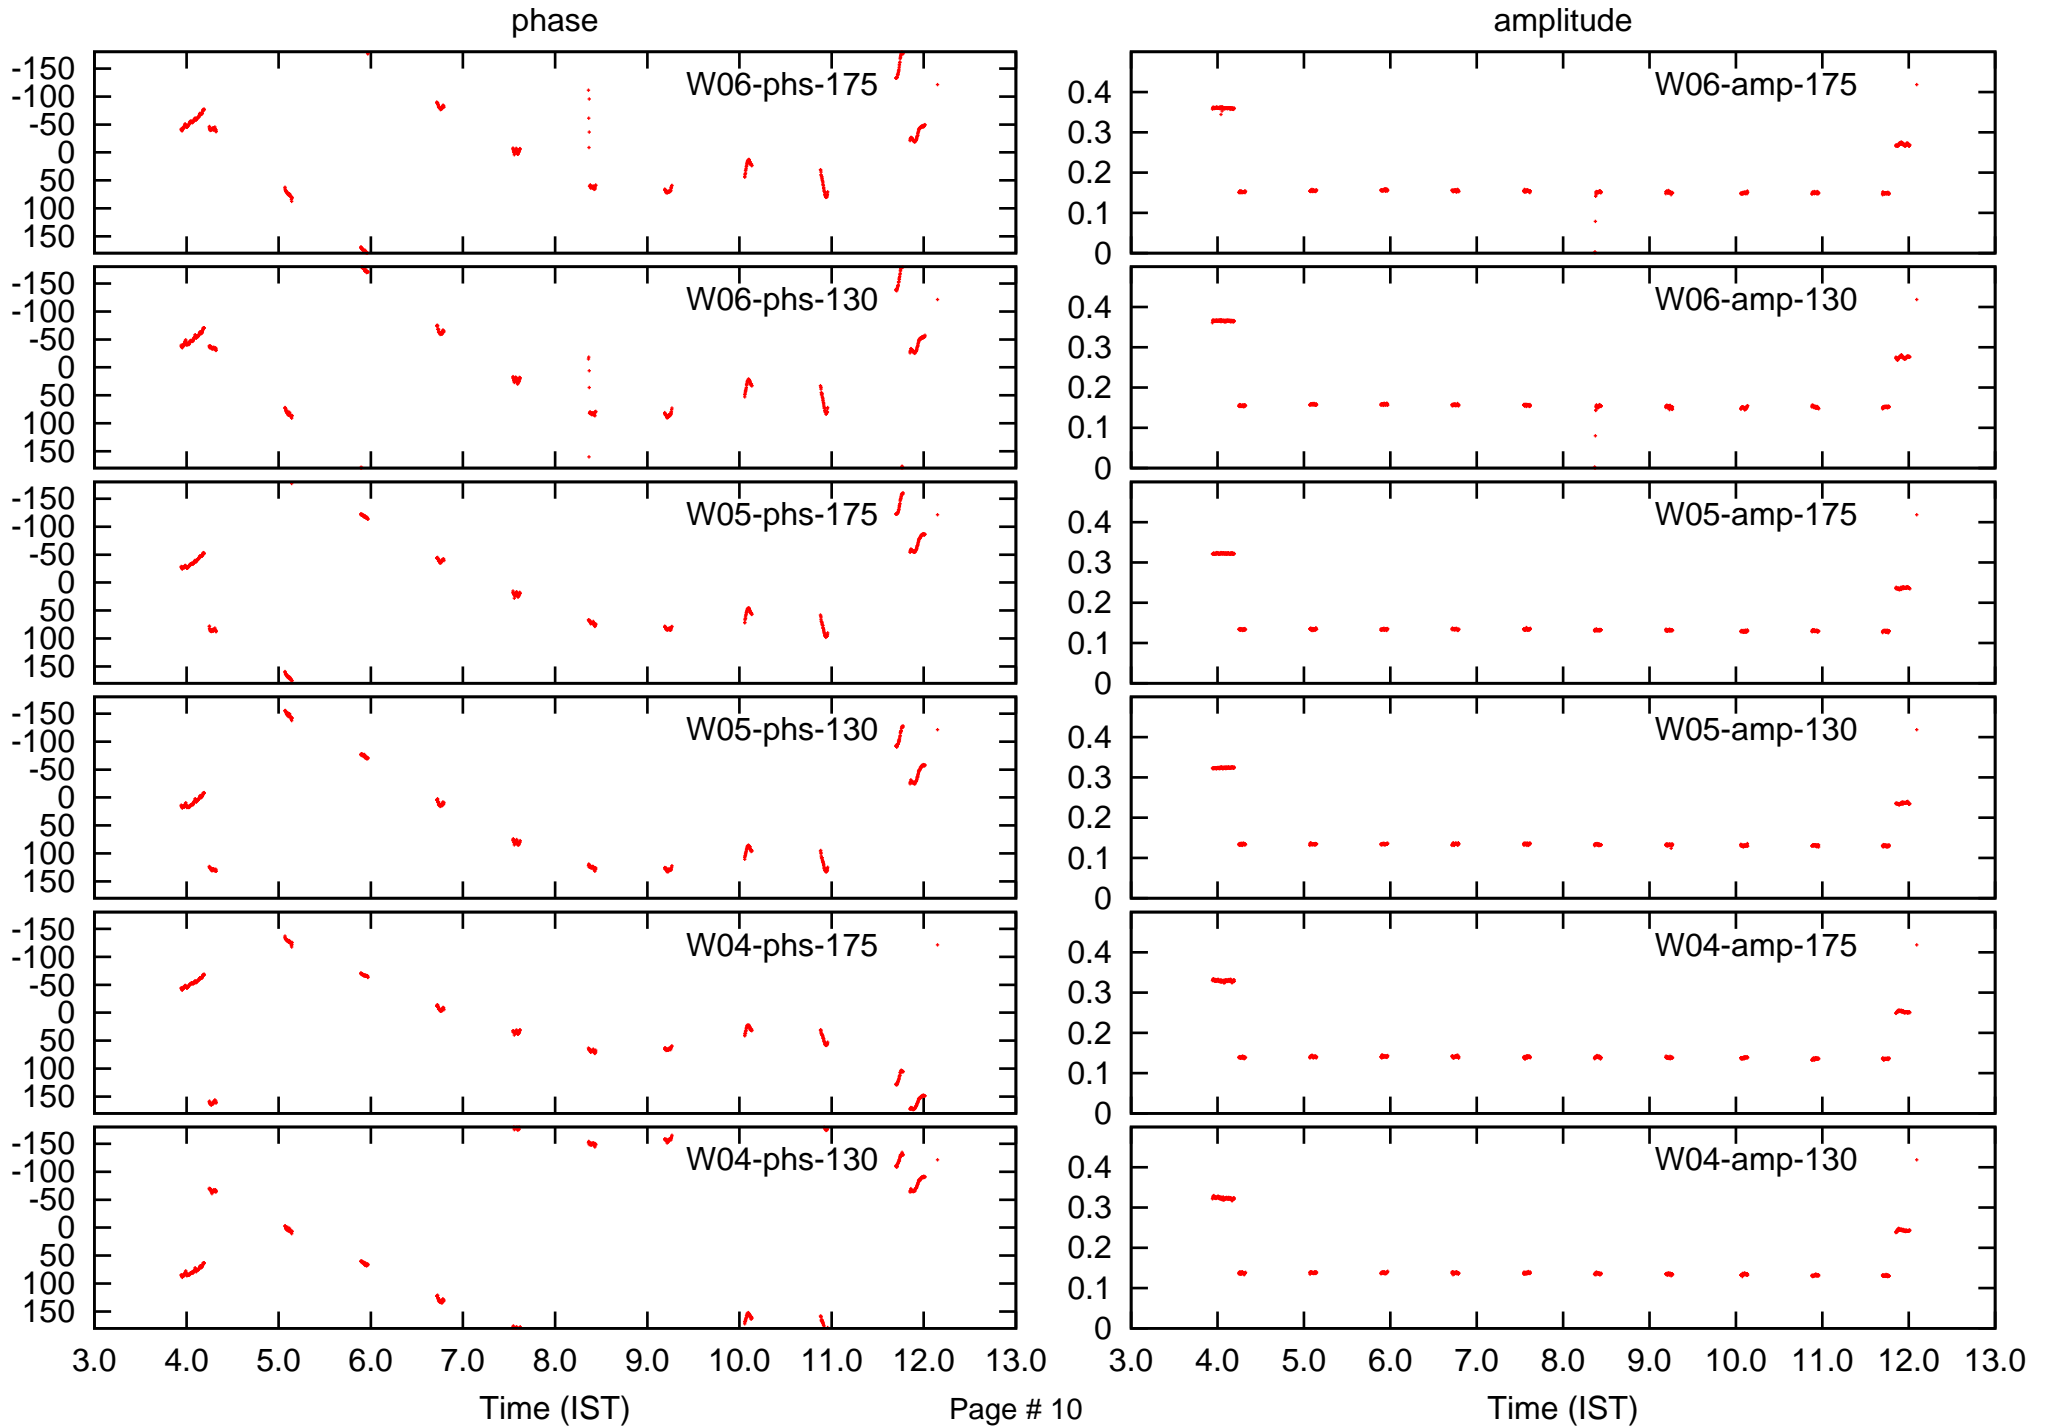 phase amplitude
-150 -100 -50 0 50 100 150 W06-phs-175 0.4 0.3 0.2 0.1 0 W06-amp-175
-150 -100 -50 0 50 100 150 W06-phs-130 0.4 0.3 0.2 0.1 0 W06-amp-130
-150 -100 -50 0 50 100 150 W05-phs-175 0.4 0.3 0.2 0.1 0 W05-amp-175
-150 -100 -50 0 50 100 150 W05-phs-130 0.4 0.3 0.2 0.1 0 W05-amp-130
-150 -100 -50 0 50 100 150 W04-phs-175 0.4 0.3 0.2 0.1 0 W04-amp-175
-150 -100 -50 0 50 100 150 W04-phs-130 0.4 0.3 0.2 0.1 0 W04-amp-130
3.0 4.0 5.0 6.0 7.0 8.0 9.0 10.0 11.0 12.0 13.0 3.0 4.0 5.0 6.0 7.0 8.0 9.0 10.0 11.0 12.0 13.0
Time (IST) Page # 10 Time (IST)